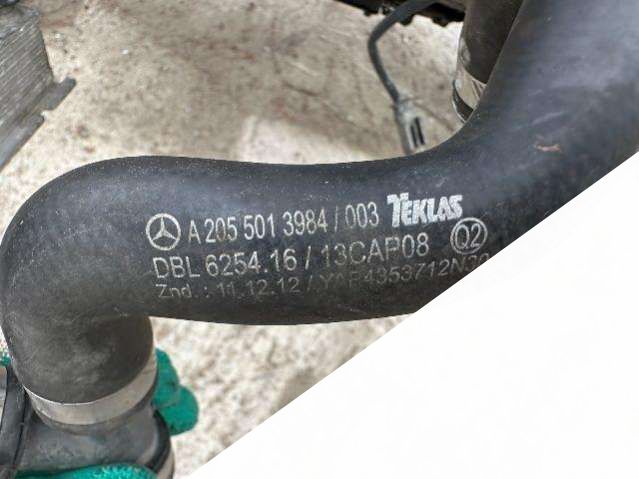 A 205 501 3984 / 003 TEKLAS
DBL 6254.16 / 13CAP08 Q2
Znd.: 11.12.12 /